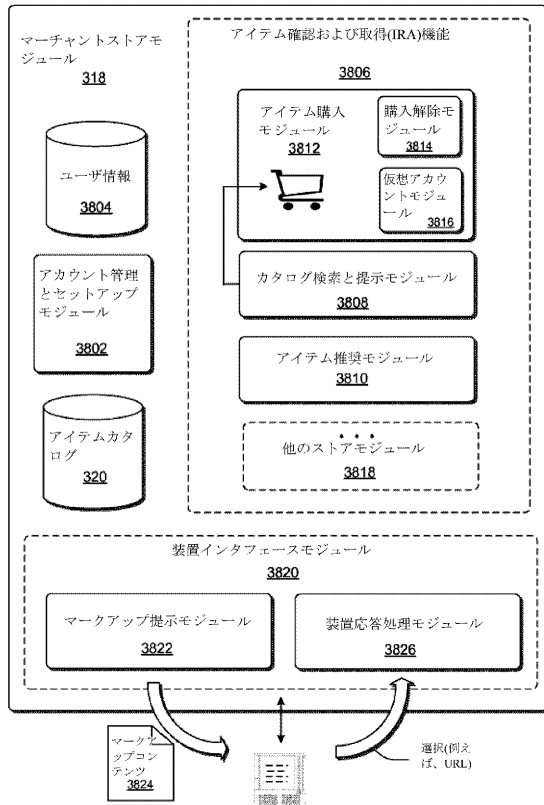 マーチャントストアモジュール
318
ユーザ情報
3804
アカウント管理
とセットアップ
モジュール
3802
アイテムカタ
ログ
320
アイテム確認および取得(IRA)機能
3806
アイテム購入
モジュール
3812
購入解除モ
ジュール
3814
仮想アカウ
ントモジュ
ール
3816
カタログ検索と提示モジュール
3808
アイテム推奨モジュール
3810
他のストアモジュール
3818
装置インタフェースモジュール
3820
マークアップ提示モジュール
3822
装置応答処理モジュール
3826
マークア
ップコン
テンツ
3824
選択(例え
ば、URL)